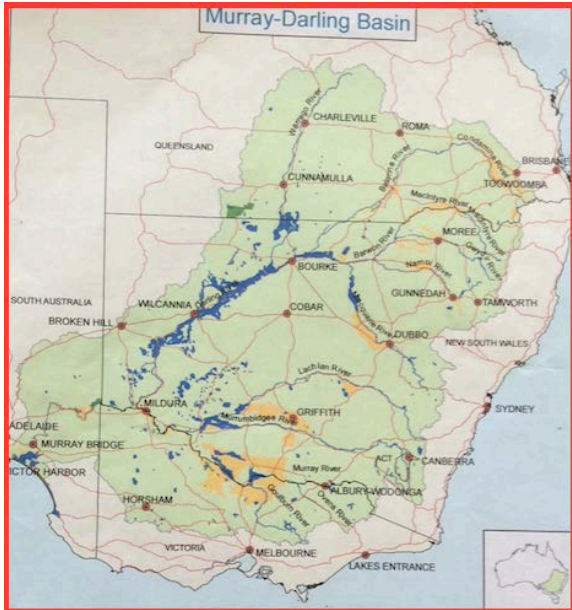 Murray-Darling Basin
Warrego River
CHARLEVILLE
ROMA
QUEENSLAND
Condamine River
BRISBANE
CUNNAMULLA
Balonne River
TOOWOOMBA
MacIntyre River
MOREE
Barwon River
BOURKE
Namoi River
SOUTH AUSTRALIA
WILCANNIA
COBAR
GUNNEDAH
TAMWORTH
BROKEN HILL
Macquarie River
DUBBO
NEW SOUTH WALES
Lachlan River
MILDURA
GRIFFITH
SYDNEY
ADELAIDE
Murrumbidgee River
MURRAY BRIDGE
ACT
CANBERRA
VICTOR HARBOR
Murray River
ALBURY-WODONGA
HORSHAM
Goulburn River
Ovens River
VICTORIA
MELBOURNE
LAKES ENTRANCE